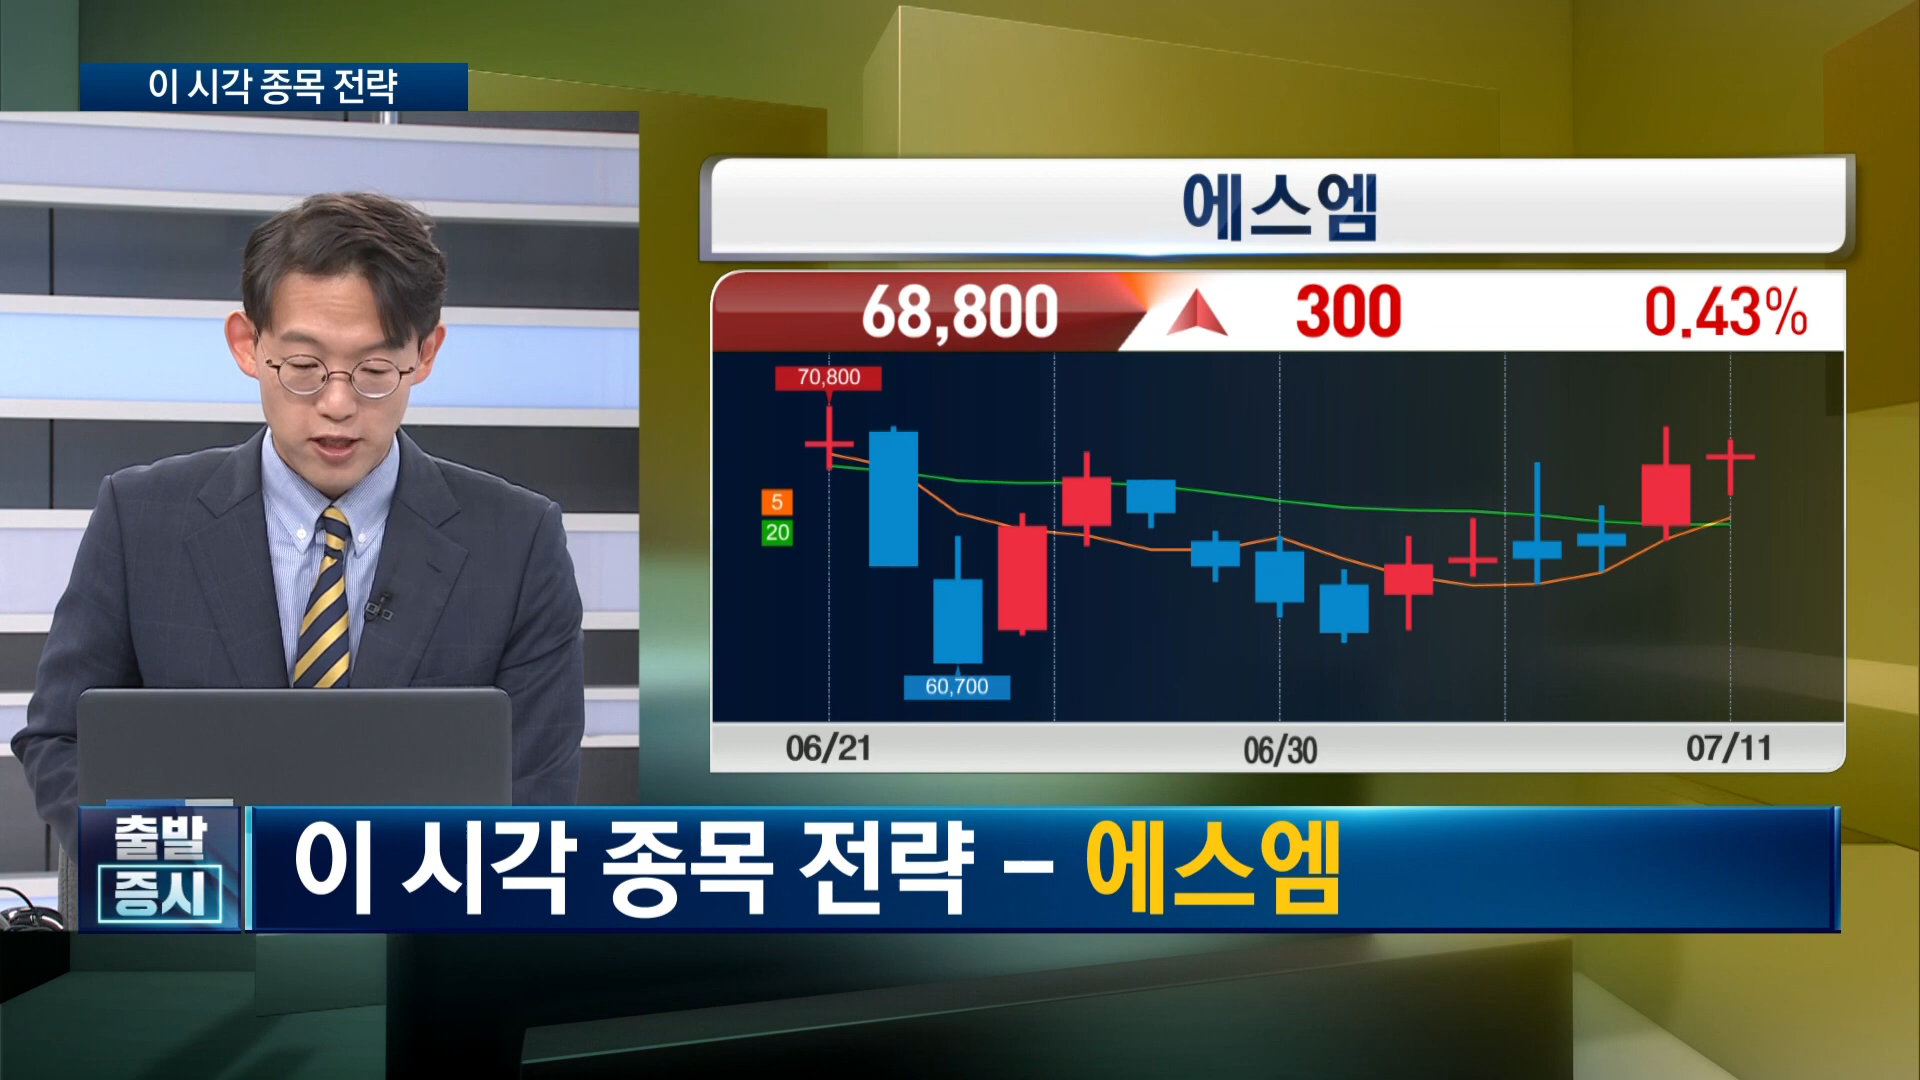 이 시각 종목 전략
에스엠
68,800 300 0.43%
70,800
5
20
60,700
06/21 06/30 07/11
출발
증시
이 시각 종목 전략 - 에스엠